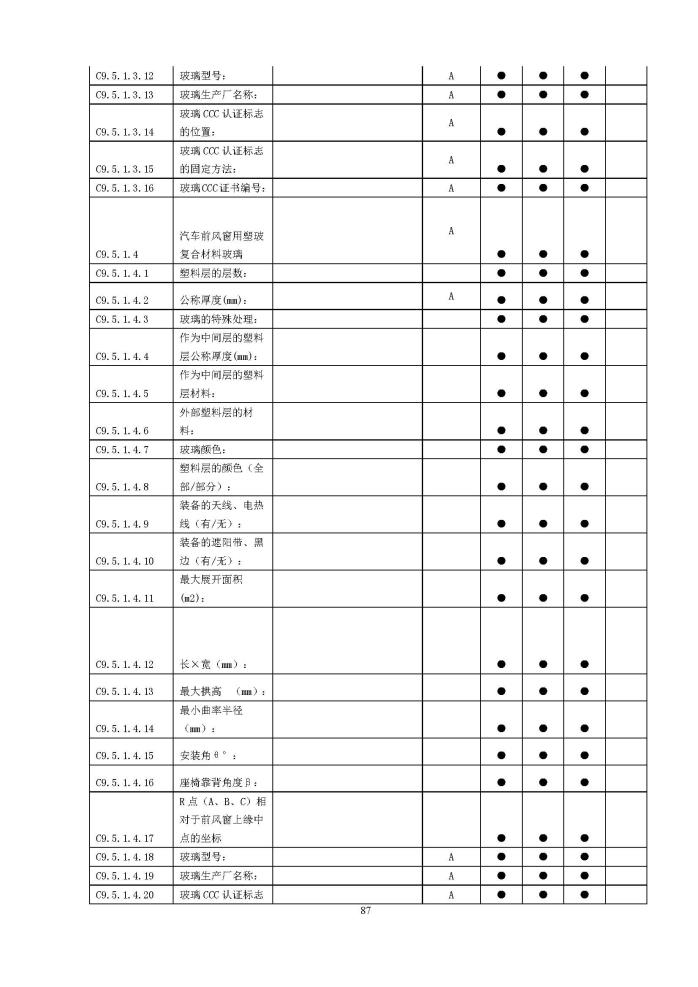 C9.5.1.3.12 玻璃型号： A ● ● ●
C9.5.1.3.13 玻璃生产厂名称： A ● ● ●
玻璃 CCC 认证标志
C9.5.1.3.14 的位置： A ● ● ●
玻璃 CCC 认证标志
C9.5.1.3.15 的固定方法： A ● ● ●
C9.5.1.3.16 玻璃CCC证书编号： A ● ● ●
汽车前风窗用塑玻 A
C9.5.1.4 复合材料玻璃 ● ● ●
C9.5.1.4.1 塑料层的层数： ● ● ●
C9.5.1.4.2 公称厚度(mm)： A ● ● ●
C9.5.1.4.3 玻璃的特殊处理： ● ● ●
作为中间层的塑料
C9.5.1.4.4 层公称厚度(mm)： ● ● ●
作为中间层的塑料
C9.5.1.4.5 层材料： ● ● ●
外部塑料层的材
C9.5.1.4.6 料： ● ● ●
C9.5.1.4.7 玻璃颜色： ● ● ●
塑料层的颜色（全
C9.5.1.4.8 部/部分）： ● ● ●
装备的天线、电热
C9.5.1.4.9 线（有/无）： ● ● ●
装备的遮阳带、黑
C9.5.1.4.10 边（有/无）： ● ● ●
最大展开面积
C9.5.1.4.11 (m2)： ● ● ●
C9.5.1.4.12 长×宽（mm）： ● ● ●
C9.5.1.4.13 最大拱高 （mm）： ● ● ●
最小曲率半径
C9.5.1.4.14 （mm）： ● ● ●
C9.5.1.4.15 安装角θ°： ● ● ●
C9.5.1.4.16 座椅靠背角度β： ● ● ●
R 点（A、B、C）相
对于前风窗上缘中
C9.5.1.4.17 点的坐标 ● ● ●
C9.5.1.4.18 玻璃型号： A ● ● ●
C9.5.1.4.19 玻璃生产厂名称： A ● ● ●
C9.5.1.4.20 玻璃 CCC 认证标志 A ● ● ●
87